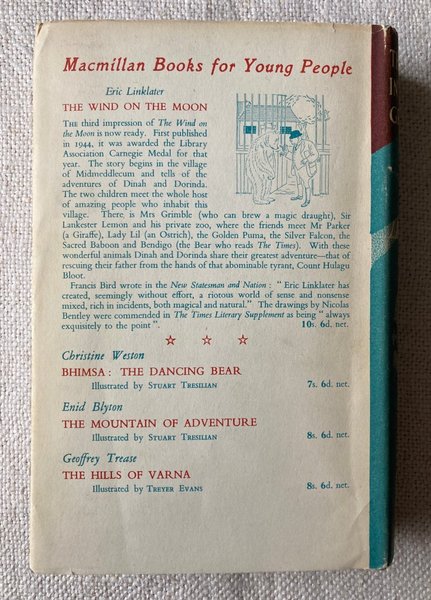 Macmillan Books for Young People
Eric Linklater
THE WIND ON THE MOON
THE third impression of The Wind on
the Moon is now ready. First published
in 1944, it was awarded the Library
Association Carnegie Medal for that
year. The story begins in the village
of Midmeddlecum and tells of the
adventures of Dinah and Dorinda.
The two children meet the whole host
of amazing people who inhabit this
village. There is Mrs Grimble (who can brew a magic draught), Sir
Lankester Lemon and his private zoo, where the friends meet Mr Parker
(a Giraffe), Lady Lil (an Ostrich), the Golden Puma, the Silver Falcon, the
Sacred Baboon and Bendigo (the Bear who reads The Times). With these
wonderful animals Dinah and Dorinda share their greatest adventure—that of
rescuing their father from the hands of that abominable tyrant, Count Hulagu
Bloot.
Francis Bird wrote in the New Statesman and Nation : " Eric Linklater has
created, seemingly without effort, a riotous world of sense and nonsense
mixed, rich in incidents, both magical and natural." The drawings by Nicolas
Bentley were commended in The Times Literary Supplement as being " always
exquisitely to the point ". 10s. 6d. net.
Christine Weston
BHIMSA : THE DANCING BEAR
Illustrated by STUART TRESILIAN 7s. 6d. net.
Enid Blyton
THE MOUNTAIN OF ADVENTURE
Illustrated by STUART TRESILIAN 8s. 6d. net.
Geoffrey Trease
THE HILLS OF VARNA
Illustrated by TREYER EVANS 8s. 6d. net.